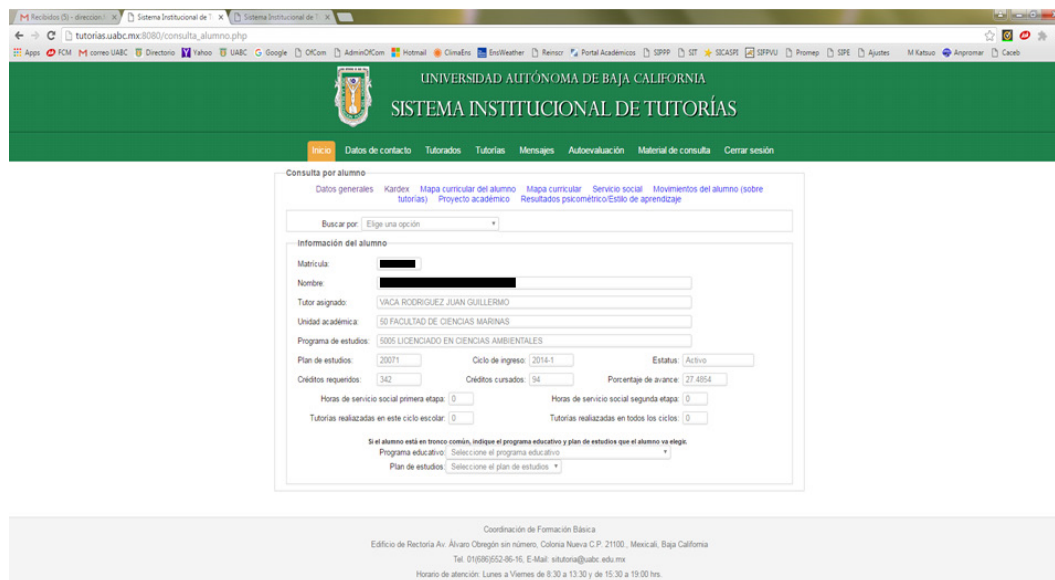 Recibidos (5) - direccion.f
Sistema Institucional de T
Sistema Institucional de T
tutorias.uabc.mx:8080/consulta_alumno.php
Apps FCM M correo UABC Directorio Yahoo UABC Google OfCom AdminOfCom Hotmail ClimaEns EnsWeather Reinscr Portal Académicos SIPPP SIT SICASPI SIFPVU Promep SIPE Ajustes M Katsuo Anpromar Caceb
UNIVERSIDAD AUTÓNOMA DE BAJA CALIFORNIA
SISTEMA INSTITUCIONAL DE TUTORÍAS
Inicio Datos de contacto Tutorados Tutorías Mensajes Autoevaluación Material de consulta Cerrar sesión
Consulta por alumno
Datos generales Kardex Mapa curricular del alumno Mapa curricular Servicio social Movimientos del alumno (sobre
tutorías) Proyecto académico Resultados psicométrico/Estilo de aprendizaje
Buscar por: Elige una opción
Información del alumno
Matrícula:
Nombre:
Tutor asignado: VACA RODRIGUEZ JUAN GUILLERMO
Unidad académica: 50 FACULTAD DE CIENCIAS MARINAS
Programa de estudios: 5005 LICENCIADO EN CIENCIAS AMBIENTALES
Plan de estudios: 20071 Ciclo de ingreso: 2014-1 Estatus: Activo
Créditos requeridos: 342 Créditos cursados: 94 Porcentaje de avance: 27.4854
Horas de servicio social primera etapa: 0 Horas de servicio social segunda etapa: 0
Tutorías realiazadas en este ciclo escolar: 0 Tutorías realiazadas en todos los ciclos: 0
Si el alumno está en tronco común, indique el programa educativo y plan de estudios que el alumno va elegir.
Programa educativo: Seleccione el programa educativo
Plan de estudios: Seleccione el plan de estudios
Coordinación de Formación Básica
Edificio de Rectoría Av. Álvaro Obregón sin número, Colonia Nueva C.P. 21100., Mexicali, Baja California
Tel. 01(686)552-86-16, E-Mail: situtoria@uabc.edu.mx
Horario de atención: Lunes a Viernes de 8:30 a 13:30 y de 15:30 a 19:00 hrs.